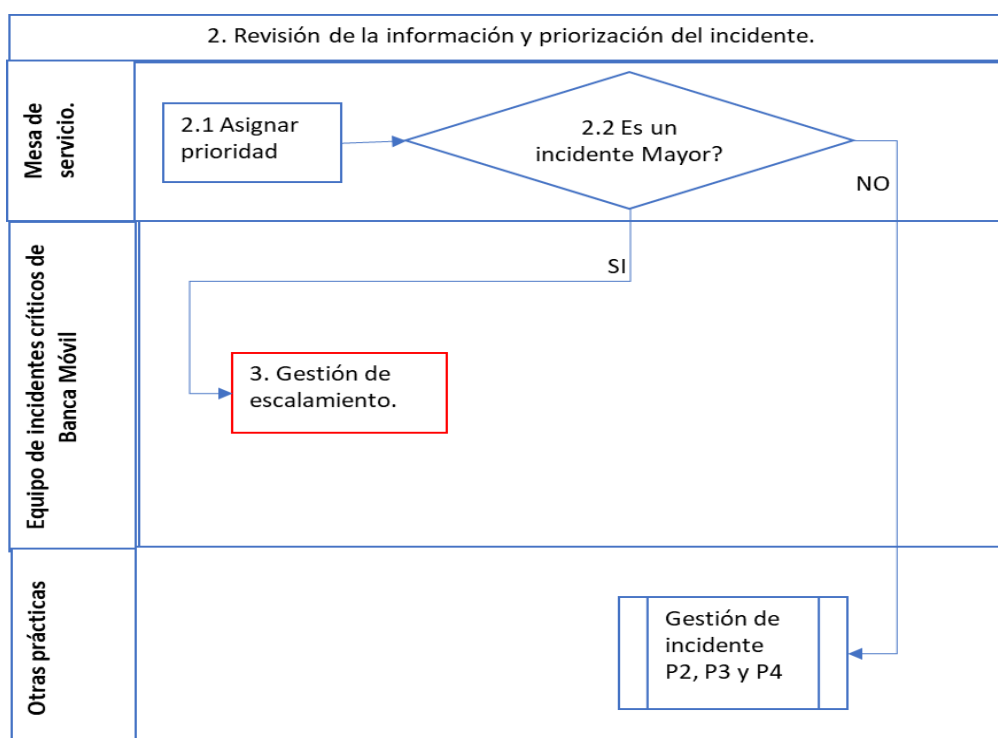 2. Revisión de la información y priorización del incidente.
Mesa de
servicio.
2.1 Asignar
prioridad
2.2 Es un
incidente Mayor?
NO
SI
Equipo de incidentes críticos de
Banca Móvil
3. Gestión de
escalamiento.
Otras prácticas
Gestión de
incidente
P2, P3 y P4